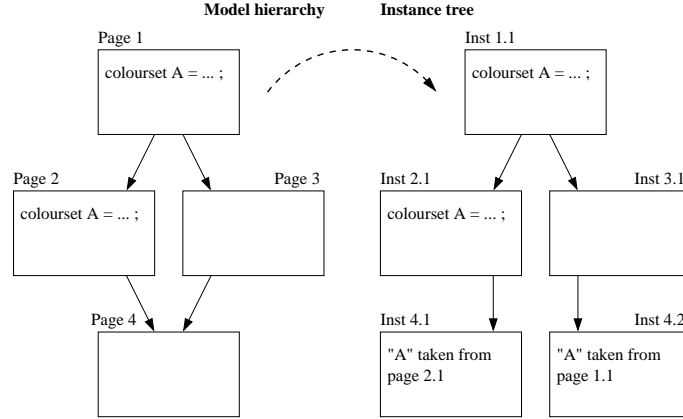 Model hierarchy
Instance tree
Page 1
Inst 1.1
colourset A = ... ;
colourset A = ... ;
Page 2
Page 3
Inst 2.1
Inst 3.1
colourset A = ... ;
colourset A = ... ;
Page 4
Inst 4.1
Inst 4.2
"A" taken from
page 2.1
"A" taken from
page 1.1